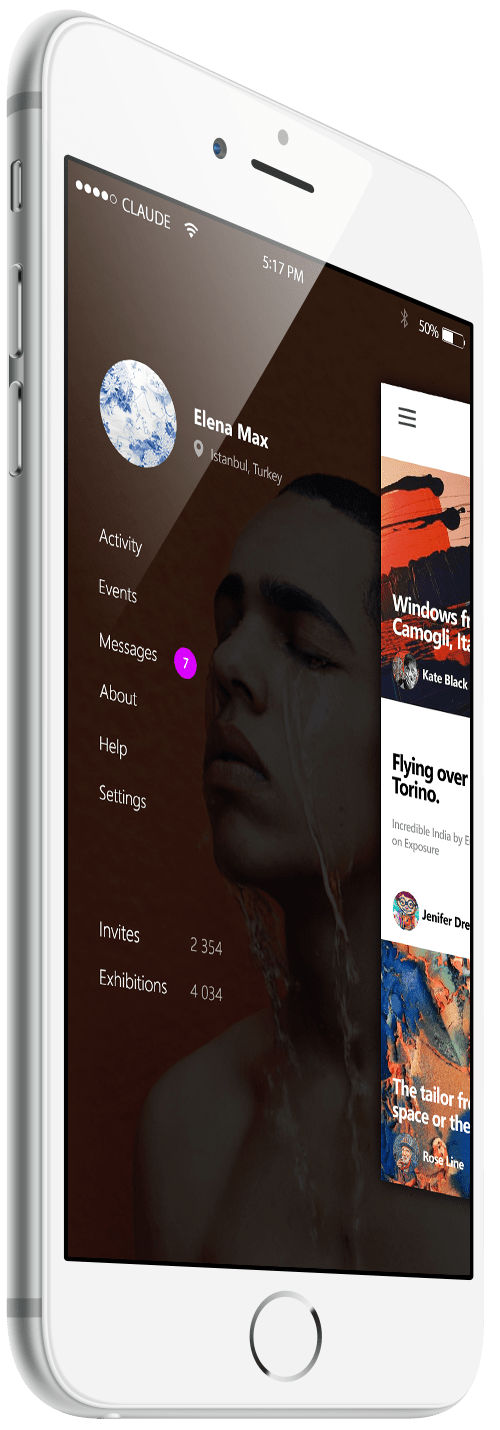 CLAUDE
5:17 PM
50%
Elena Max
Istanbul, Turkey
Activity
Events
Messages 7
About
Help
Settings
Invites 2 354
Exhibitions 4 034
Windows fr
Camogli, Ita
Kate Black
Flying over
Torino.
Incredible India by E
on Exposure
Jenifer Dre
The tailor fr
space or the
Rose Line